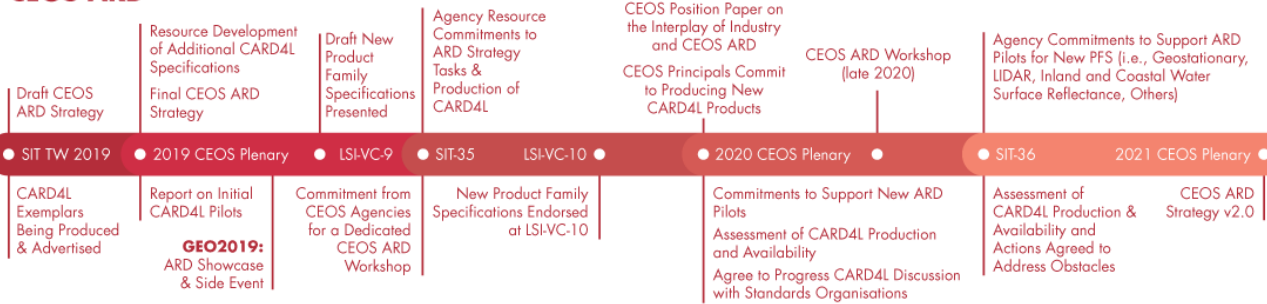 CEOS ARD
Draft CEOS
ARD Strategy
Resource Development
of Additional CARD4L
Specifications
Final CEOS ARD
Strategy
Draft New
Product
Family
Specifications
Presented
Agency Resource
Commitments to
ARD Strategy
Tasks &
Production of
CARD4L
CEOS Position Paper on
the Interplay of Industry
and CEOS ARD
CEOS Principals Commit
to Producing New
CARD4L Products
CEOS ARD Workshop
(late 2020)
Agency Commitments to Support ARD
Pilots for New PFS (i.e., Geostationary,
LIDAR, Inland and Coastal Water
Surface Reflectance, Others)
SIT TW 2019
2019 CEOS Plenary
LSI-VC-9
SIT-35
LSI-VC-10
2020 CEOS Plenary
SIT-36
2021 CEOS Plenary
CARD4L
Exemplars
Being Produced
& Advertised
Report on Initial
CARD4L Pilots
GEO2019:
ARD Showcase
& Side Event
Commitment from
CEOS Agencies
for a Dedicated
CEOS ARD
Workshop
New Product Family
Specifications Endorsed
at LSI-VC-10
Commitments to Support New ARD
Pilots
Assessment of CARD4L Production
and Availability
Agree to Progress CARD4L Discussion
with Standards Organisations
Assessment of
CARD4L Production &
Availability and
Actions Agreed to
Address Obstacles
CEOS ARD
Strategy v2.0